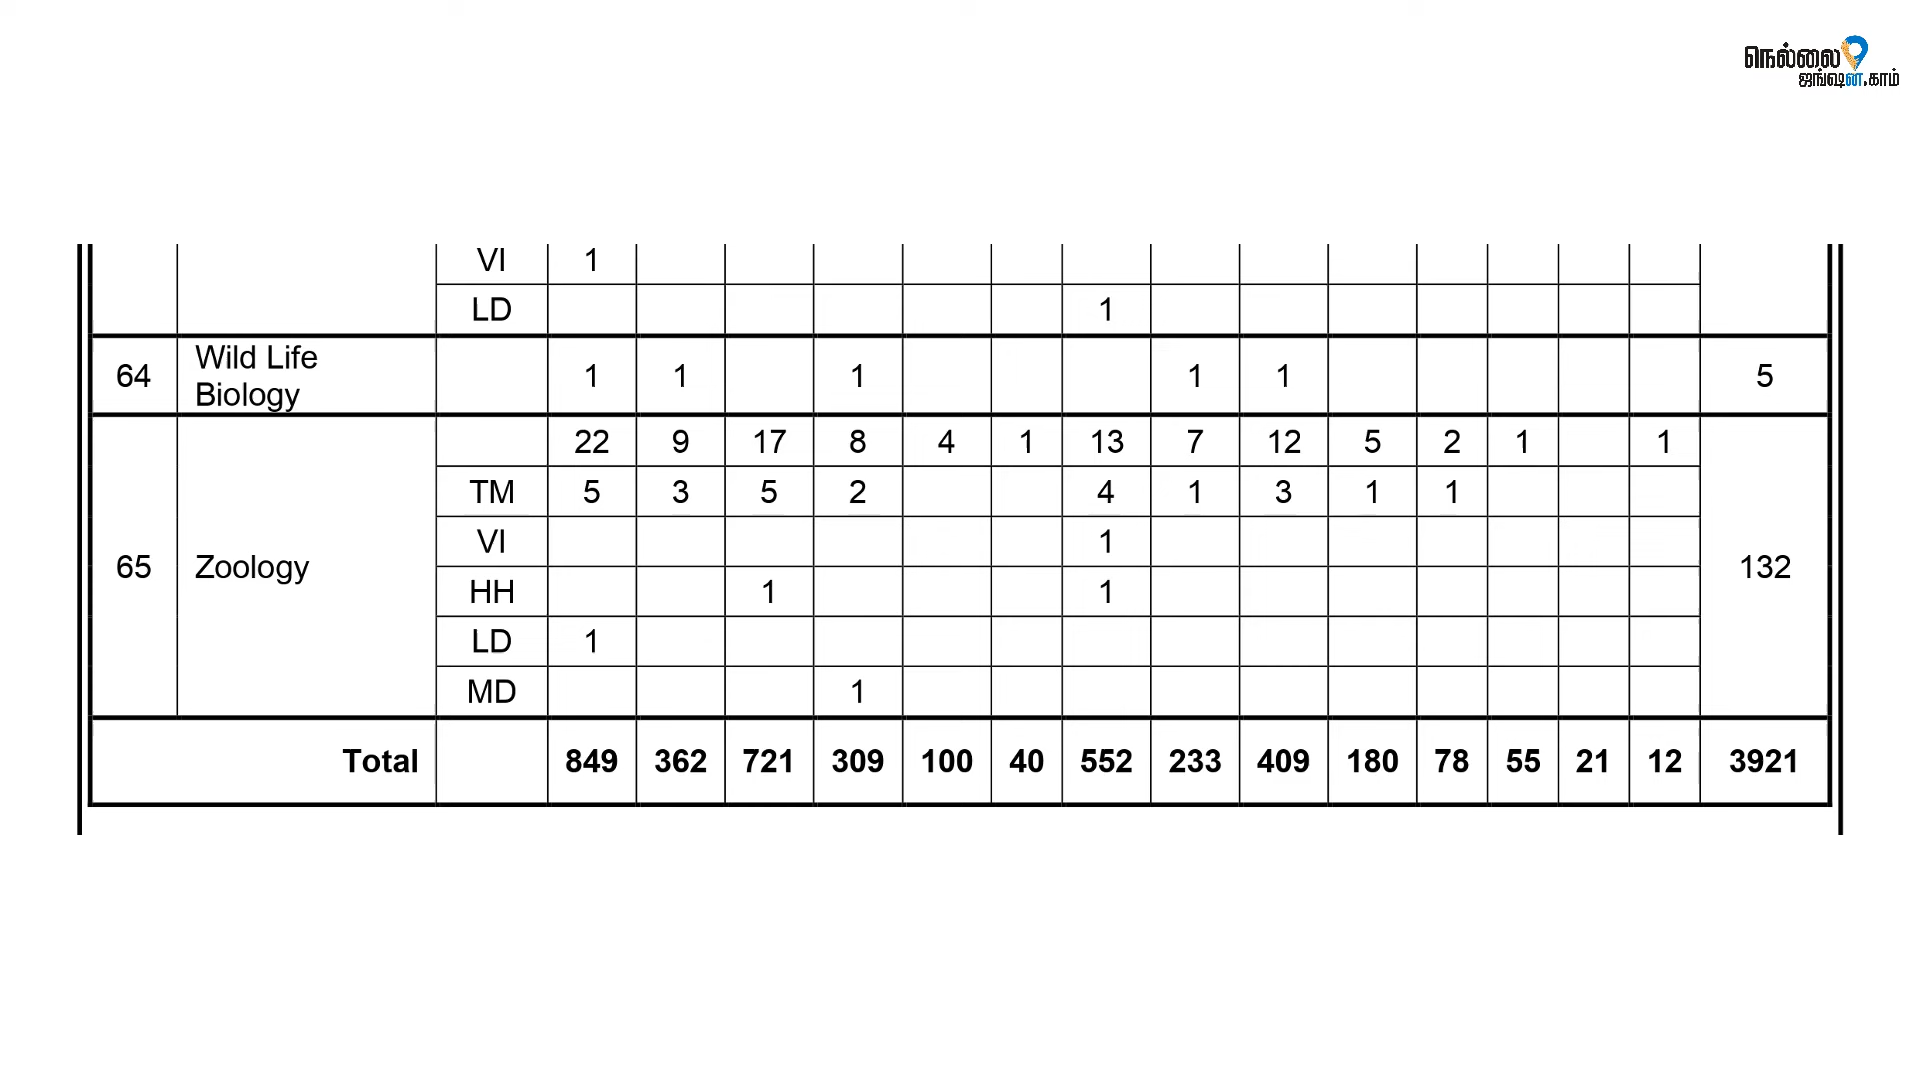 நெல்லை
ஜங்ஷன்.காம்
VI 1
LD 1
64 Wild Life Biology 1 1 1 1 1 5
65 Zoology 22 9 17 8 4 1 13 7 12 5 2 1 1 132
TM 5 3 5 2 4 1 3 1 1
VI 1
HH 1 1
LD 1
MD 1
Total 849 362 721 309 100 40 552 233 409 180 78 55 21 12 3921